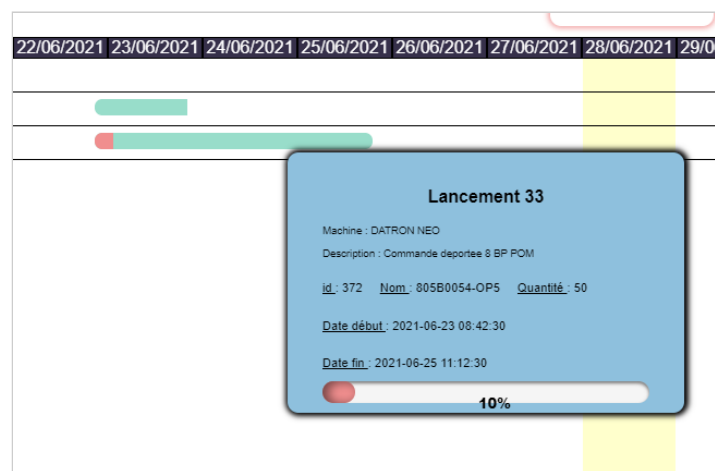 22/06/2021 23/06/2021 24/06/2021 25/06/2021 26/06/2021 27/06/2021 28/06/2021 29/0
Lancement 33
Machine : DATRON NEO
Description : Commande deportee 8 BP POM
id : 372 Nom : 805B0054-OP5 Quantité : 50
Date début : 2021-06-23 08:42:30
Date fin : 2021-06-25 11:12:30
10%